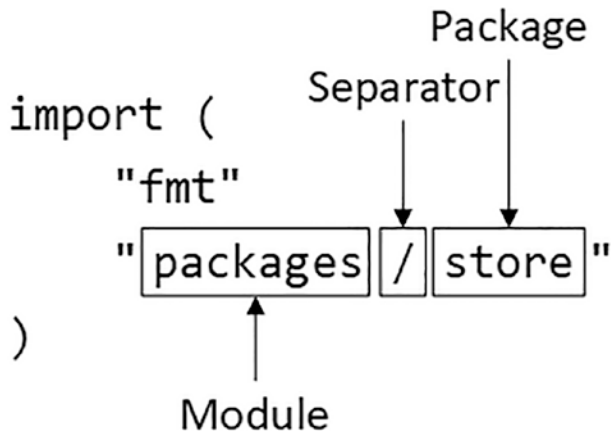 Package
Separator
import (
"fmt"
"packages/store"
)
Module